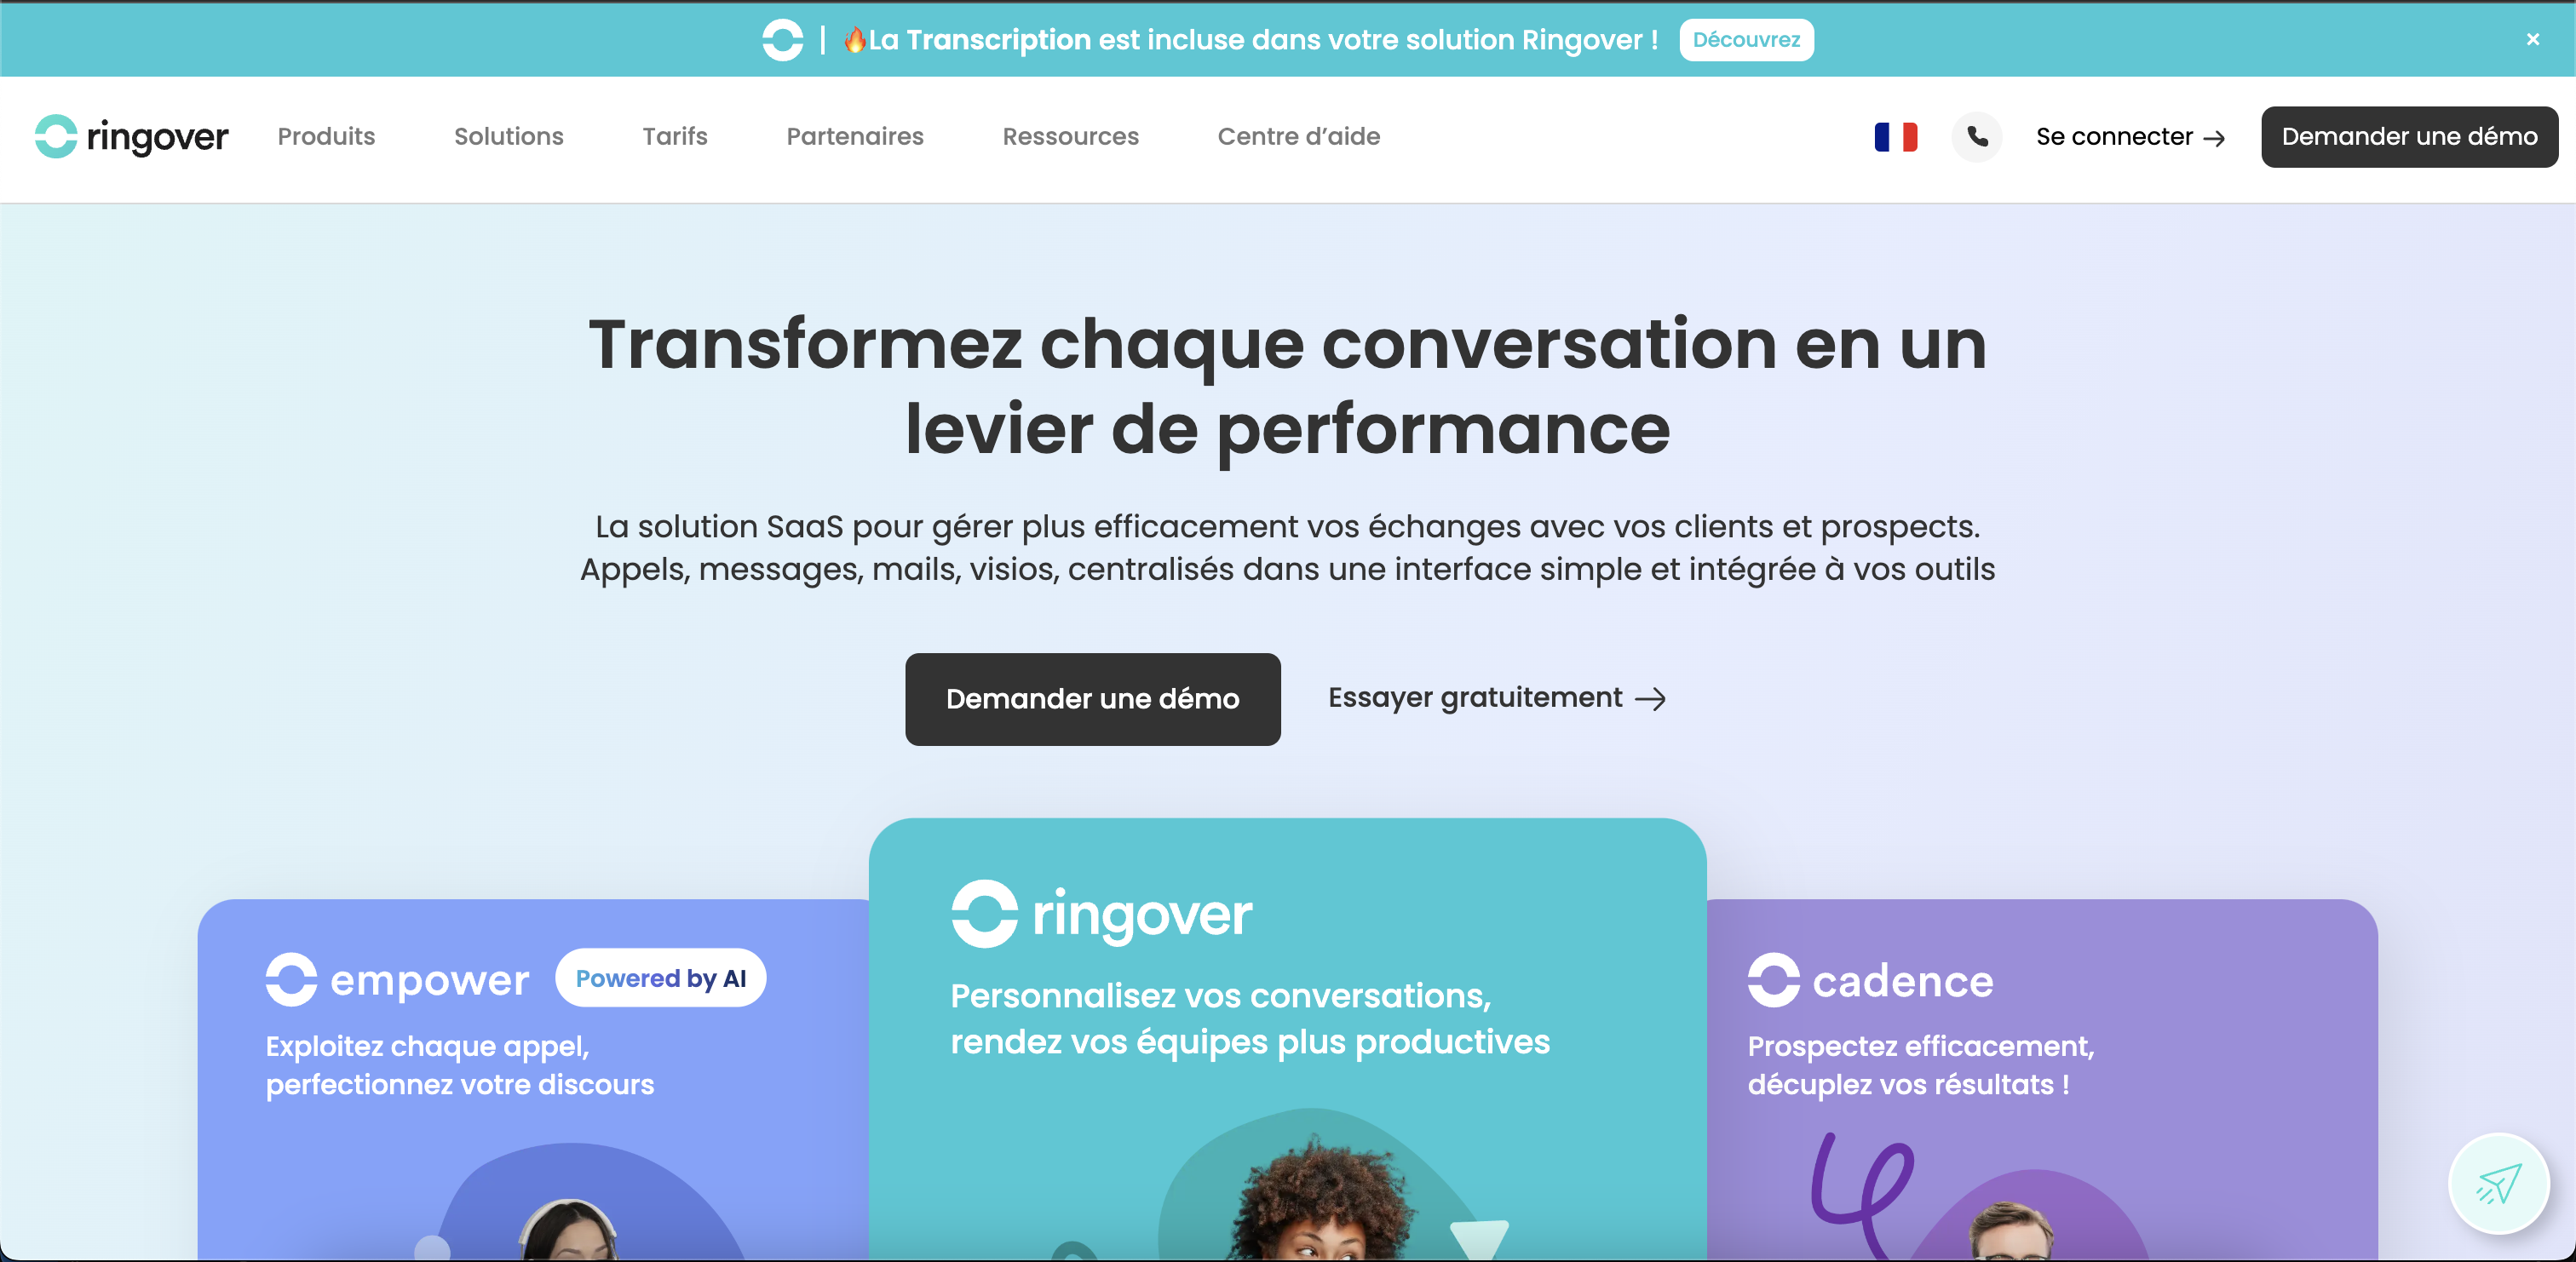 | 🔥La Transcription est incluse dans votre solution Ringover ! Découvrez ×
ringover Produits Solutions Tarifs Partenaires Ressources Centre d’aide Se connecter → Demander une démo
Transformez chaque conversation en un
levier de performance
La solution SaaS pour gérer plus efficacement vos échanges avec vos clients et prospects.
Appels, messages, mails, visios, centralisés dans une interface simple et intégrée à vos outils
Demander une démo Essayer gratuitement →
empower Powered by AI
Exploitez chaque appel,
perfectionnez votre discours
ringover
Personnalisez vos conversations,
rendez vos équipes plus productives
cadence
Prospectez efficacement,
décuplez vos résultats !